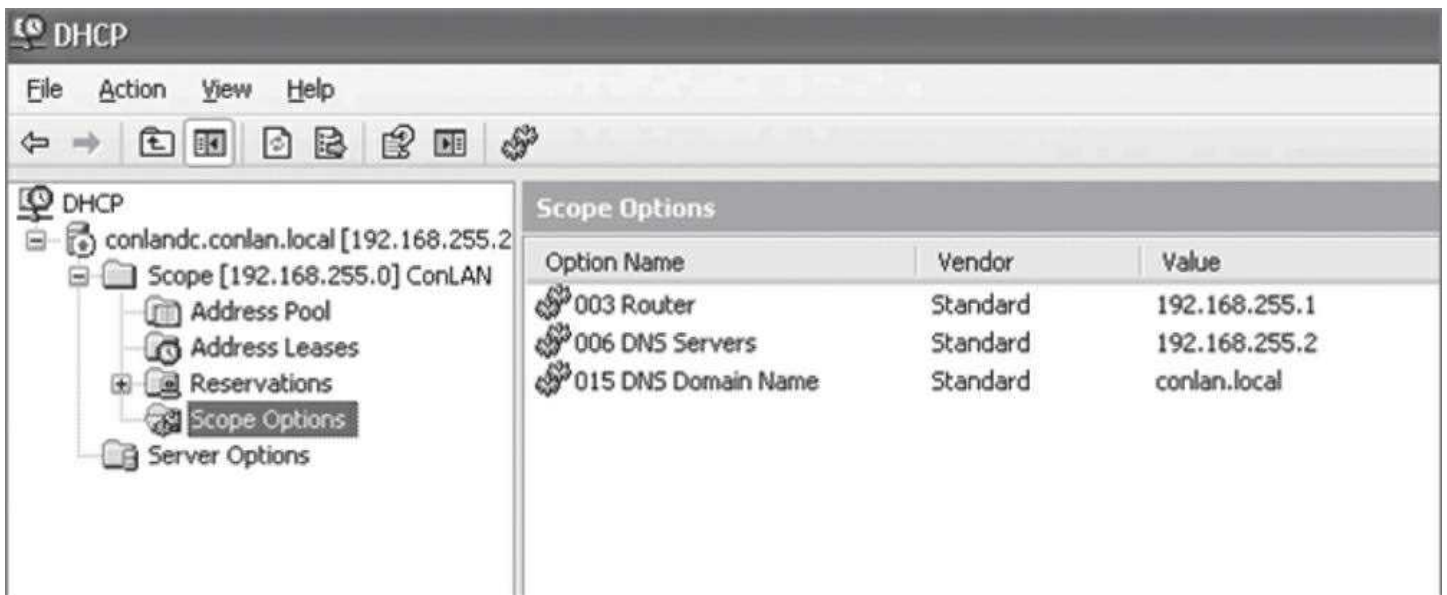 DHCP
File Action View Help
DHCP
conlandc.conlan.local [192.168.255.2
Scope [192.168.255.0] ConLAN
Address Pool
Address Leases
Reservations
Scope Options
Server Options
Scope Options
Option Name Vendor Value
003 Router Standard 192.168.255.1
006 DNS Servers Standard 192.168.255.2
015 DNS Domain Name Standard conlan.local